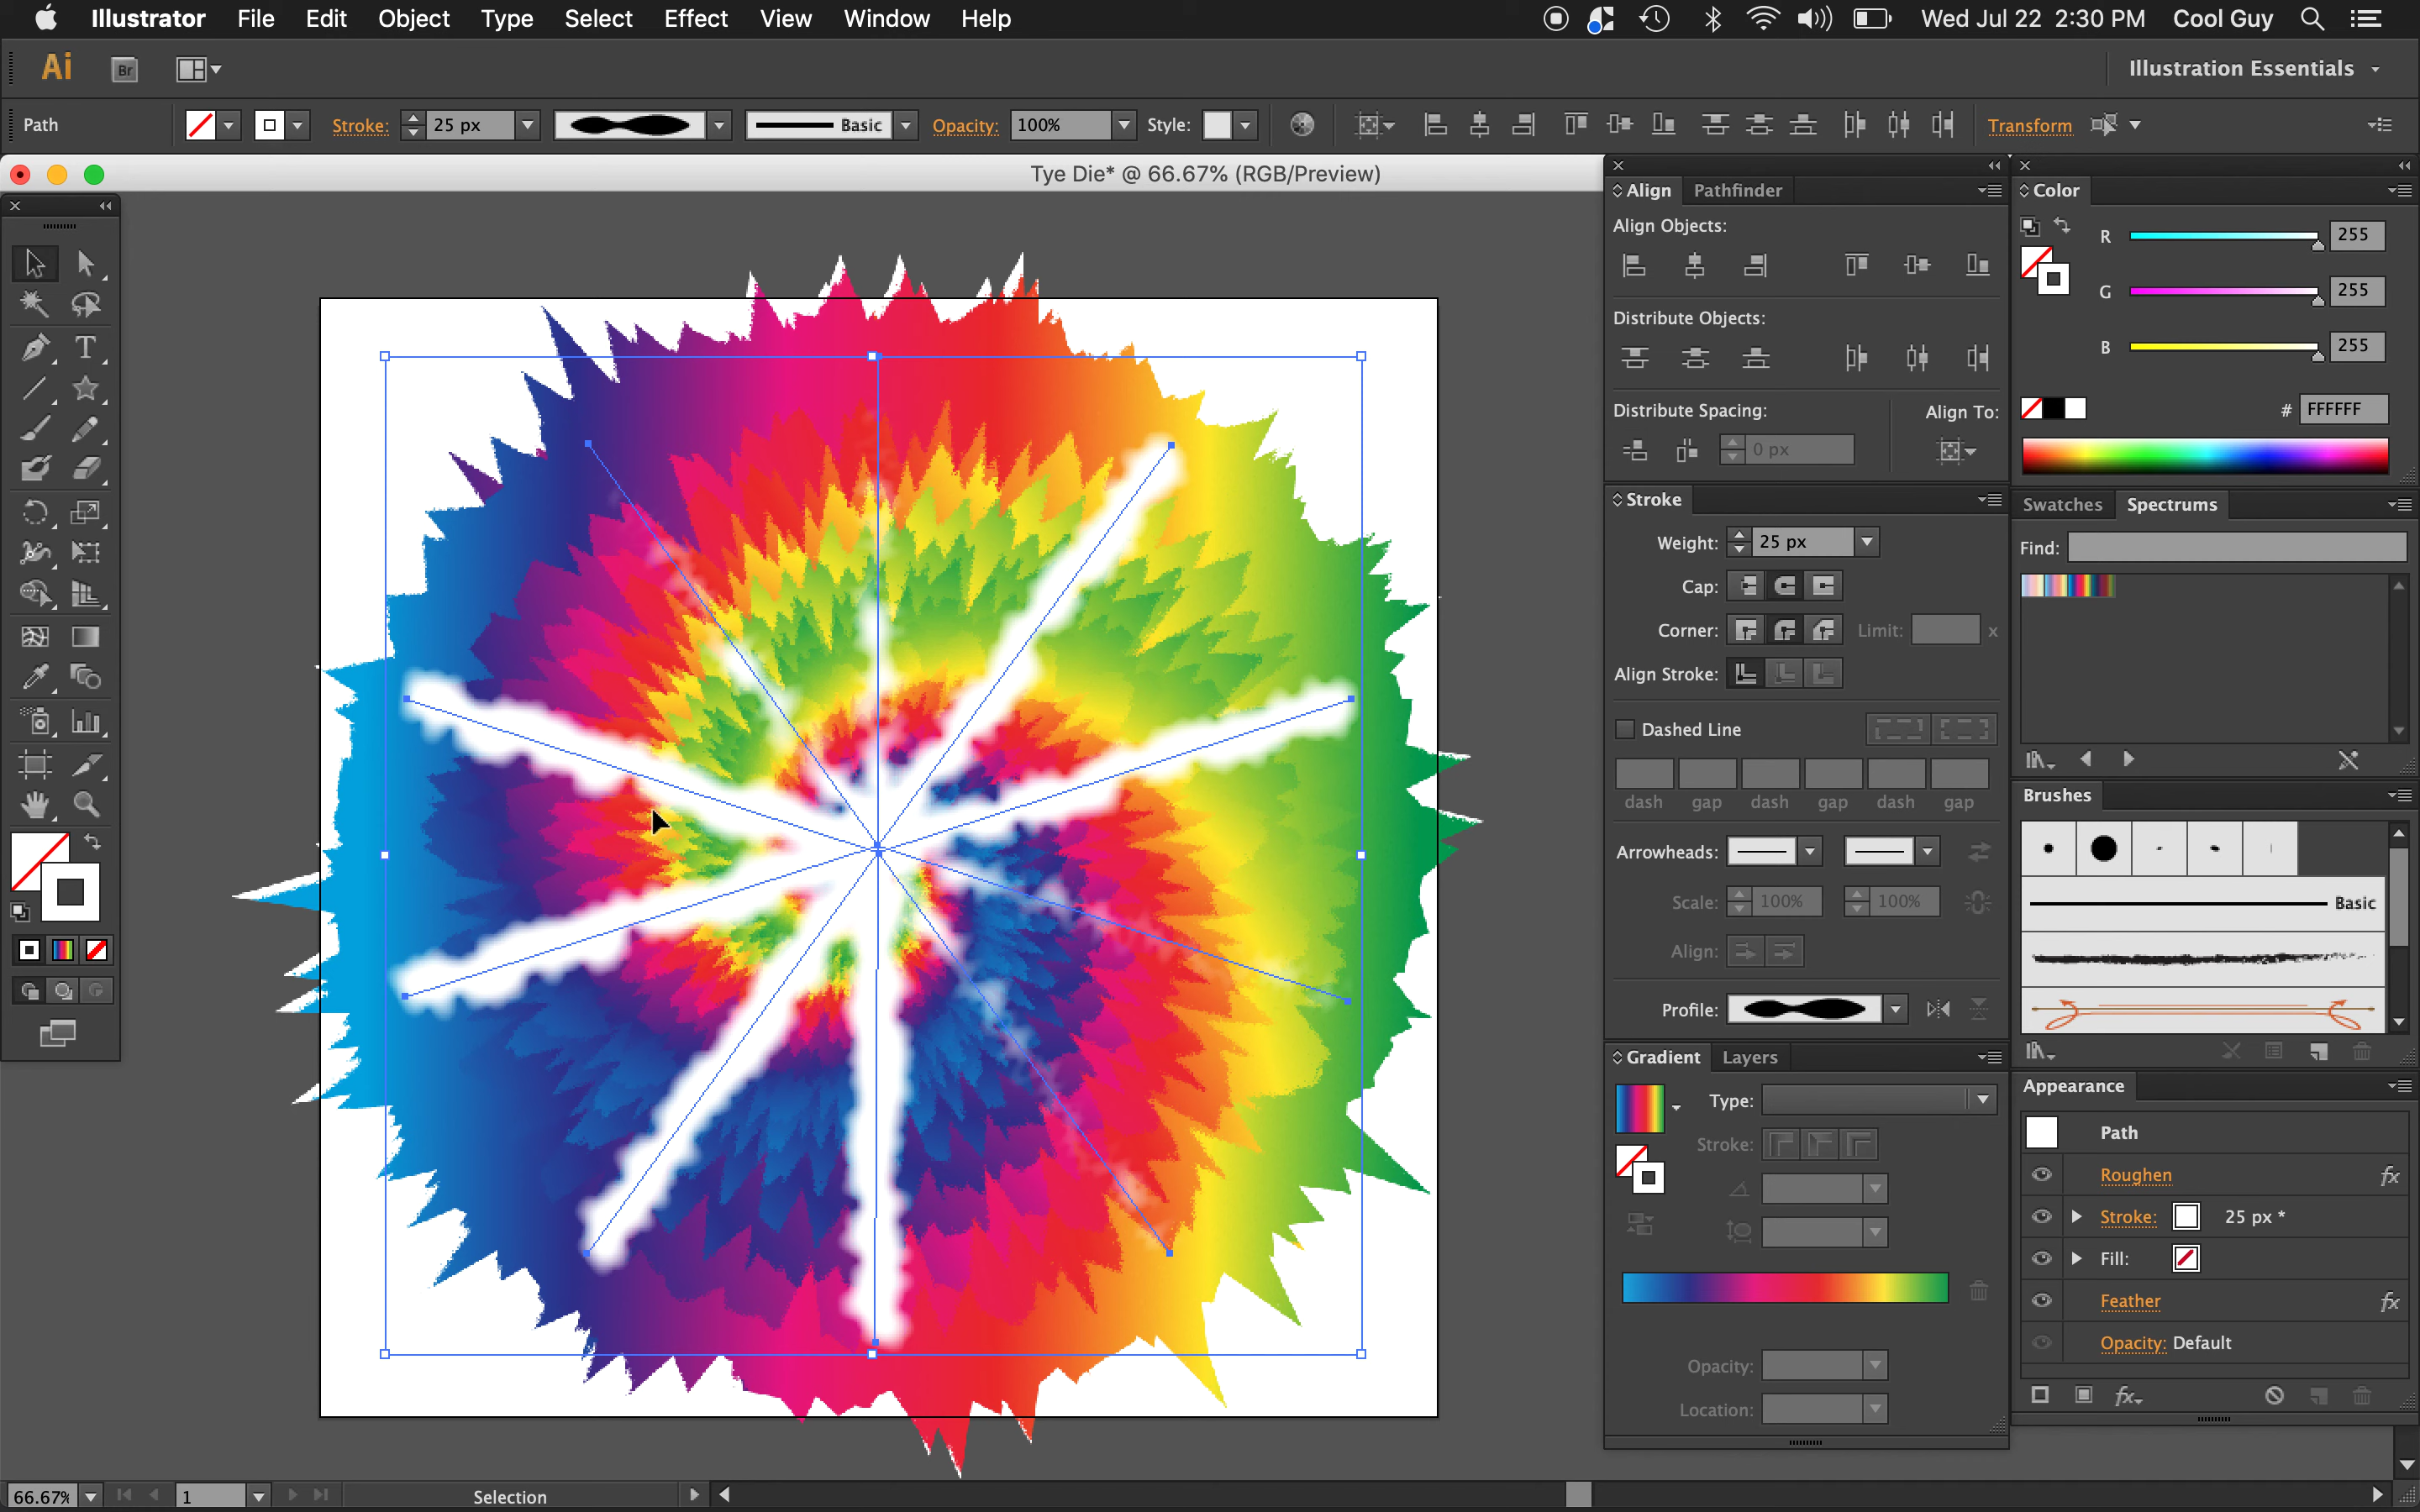 Illustrator File Edit Object Type Select Effect View Window Help Wed Jul 22 2:30 PM Cool Guy
Ai Br Illustration Essentials
Path Stroke: 25 px Basic Opacity: 100% Style: Transform
Tye Die* @ 66.67% (RGB/Preview)
Align Pathfinder
Align Objects:
Distribute Objects:
Distribute Spacing: Align To:
0 px
Stroke
Weight: 25 px
Cap:
Corner: Limit: x
Align Stroke:
Dashed Line
dash gap dash gap dash gap
Arrowheads:
Scale: 100% 100%
Align:
Profile:
Gradient Layers
Type:
Stroke:
Opacity:
Location:
Color
R 255
G 255
B 255
# FFFFFF
Swatches Spectrums
Find:
Brushes
Basic
Appearance
Path
Roughen fx
Stroke: 25 px *
Fill:
Feather fx
Opacity: Default
fx
T
66.67% 1 Selection